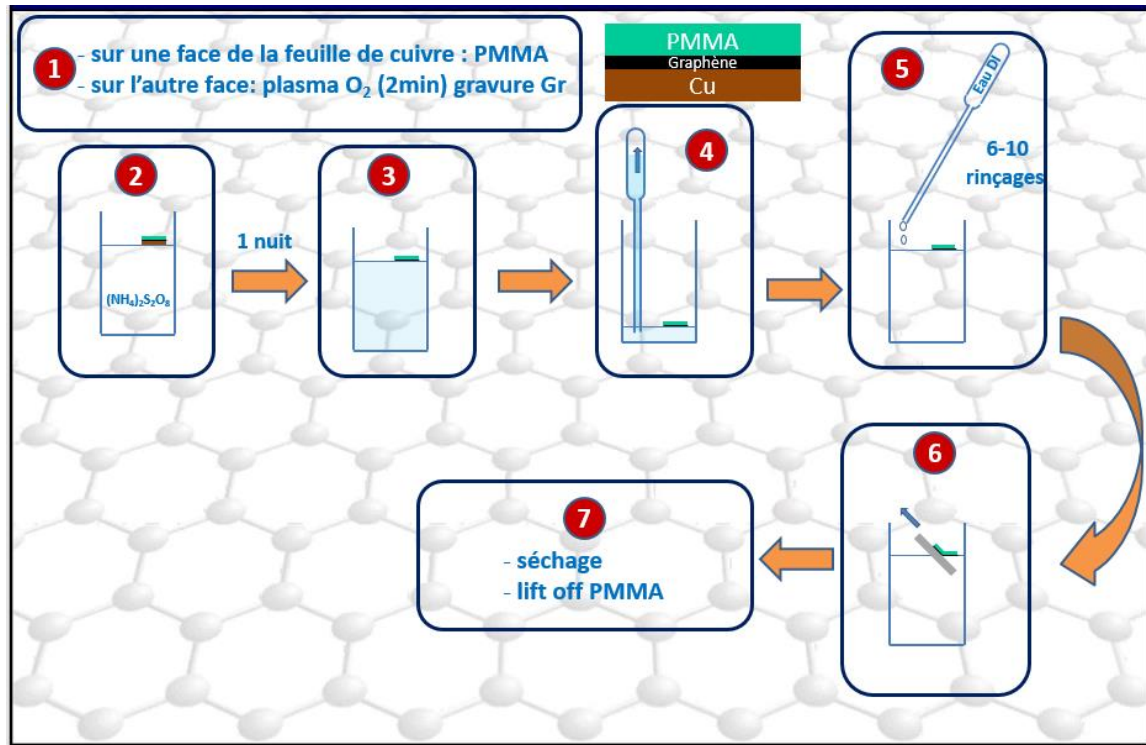 1
- sur une face de la feuille de cuivre : PMMA
- sur l'autre face: plasma O₂ (2min) gravure Gr
PMMA
Graphène
Cu
2
(NH₄)₂S₂O₈
1 nuit
3
4
5
Eau DI
6-10
rinçages
6
7
- séchage
- lift off PMMA